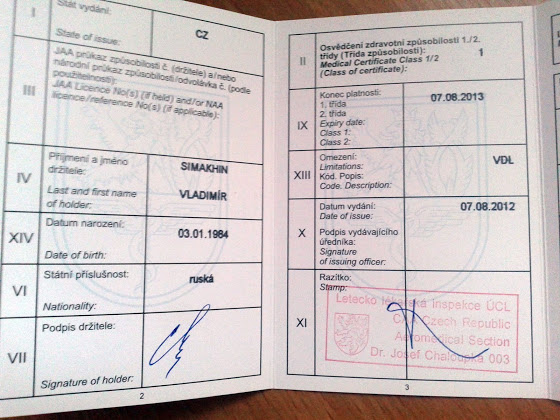 I
Stát vydání:
CZ
State of issue:
III
JAA průkaz způsobilosti č. (držitele) a/nebo
národní průkaz způsobilosti/odvolávka č. (podle
použitelnosti):
JAA Licence No(s) (if held) and/or NAA
licence/reference No(s) (if applicable):
IV
Příjmení a jméno
držitele:
SIMAKHIN
Last and first name
of holder:
VLADIMÍR
XIV
Datum narození:
03.01.1984
Date of birth:
VI
Státní příslušnost:
ruská
Nationality:
VII
Podpis držitele:
Signature of holder:
2
II
Osvědčení zdravotní způsobilosti 1./2.
třídy (Třída způsobilosti):
1
Medical Certificate Class 1/2
(Class of certificate):
IX
Konec platnosti:
07.08.2013
1. třída
2. třída
Expiry date:
Class 1:
Class 2:
XIII
Omezení:
VDL
Limitations:
Kód. Popis:
Code. Description:
X
Datum vydání:
07.08.2012
Date of issue:
Podpis vydávajícího
úředníka:
Signature
of issuing officer:
XI
Razítko:
Stamp:
Letecko lékařská inspekce ÚCL
CAA Czech Republic
Aeromedical Section
Dr. Josef Chaloupka 003
3